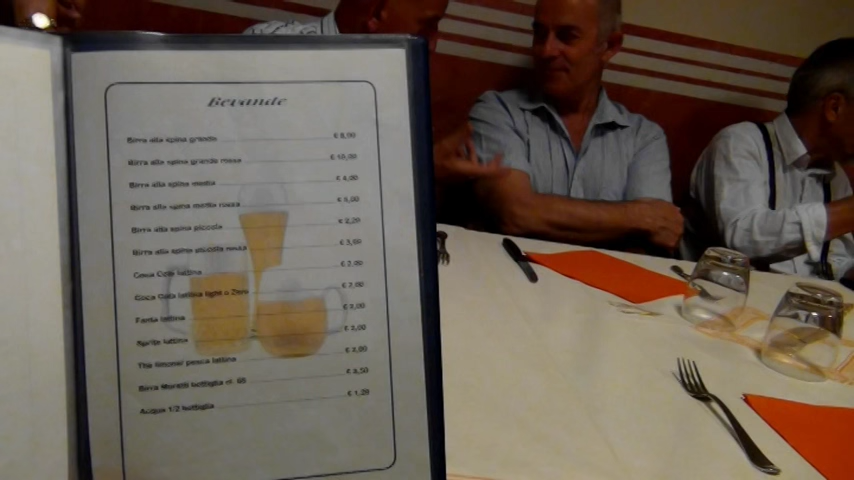 Bevande
Birra alla spina grande € 8,00
Birra alla spina grande rossa € 10,00
Birra alla spina media € 4,00
Birra alla spina media rossa € 5,00
Birra alla spina piccola € 2,20
Birra alla spina piccola rossa € 3,00
Coca Cola lattina € 2,00
Coca Cola lattina light o Zero € 2,00
Fanta lattina € 2,00
Sprite lattina € 2,00
The limone/ pesca lattina € 2,00
Birra Moretti bottiglia cl. 66 € 3,50
Acqua 1/2 bottiglia € 1,20